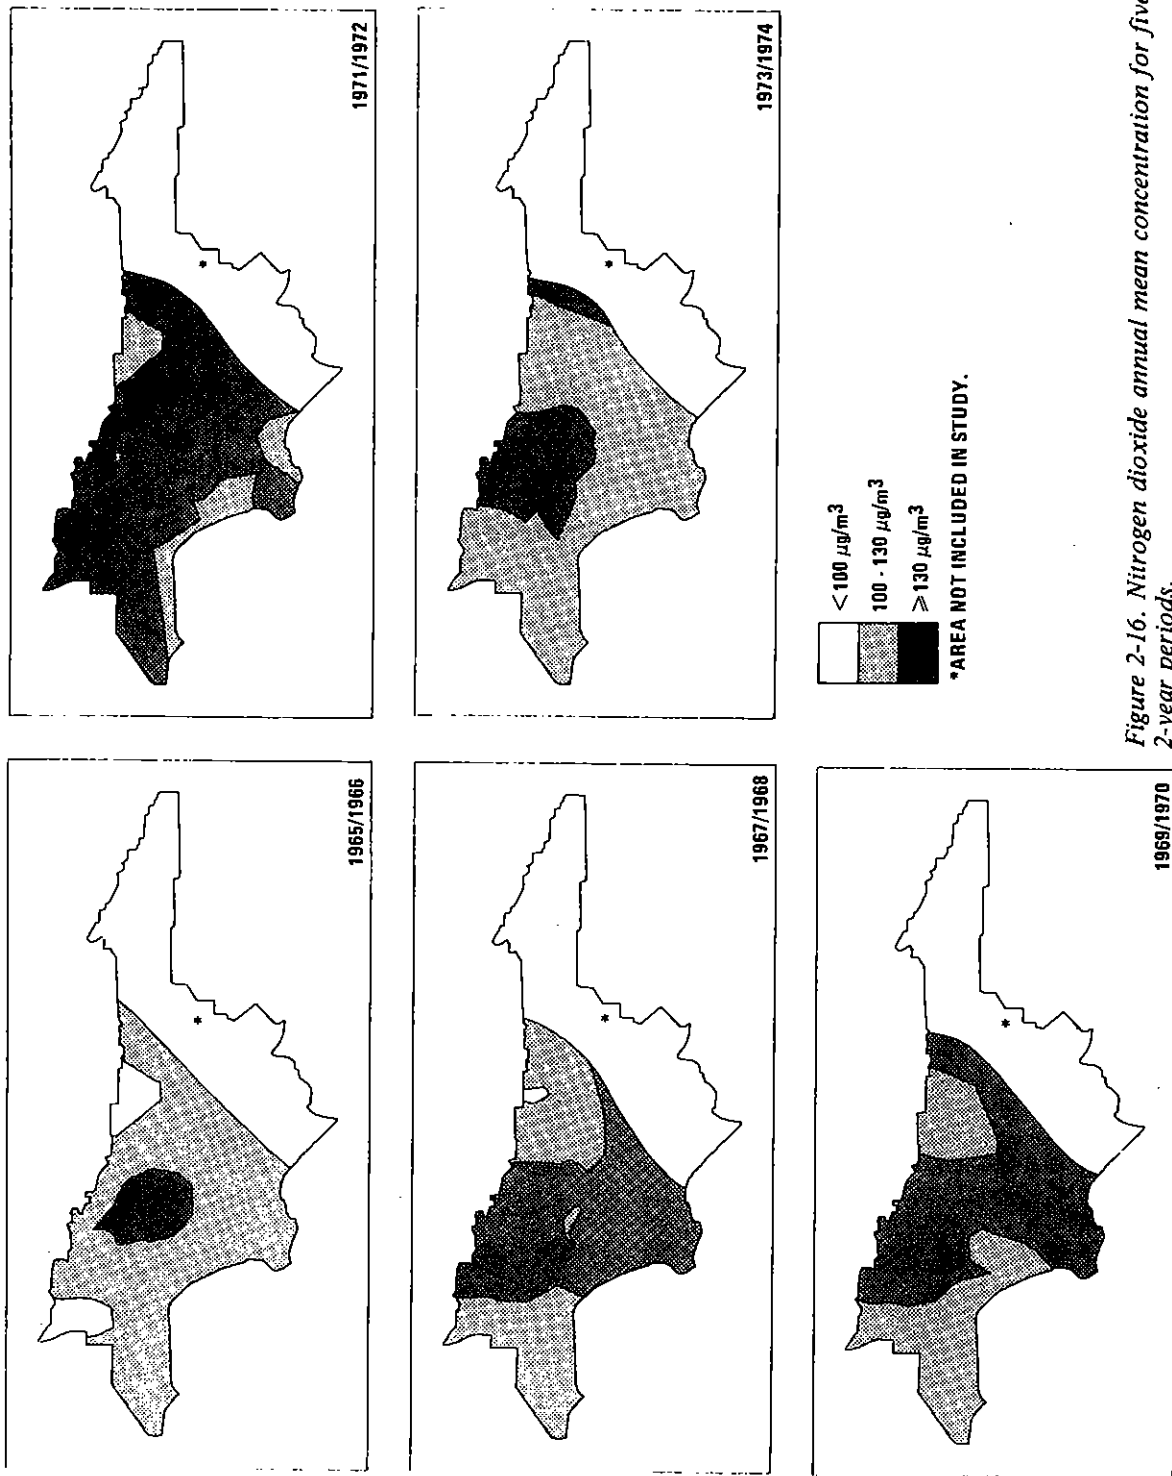 1965/1966
1967/1968
1969/1970
1971/1972
1973/1974
*
*
*
*
*
< 100 µg/m³
100 - 130 µg/m³
⩾ 130 µg/m³
*AREA NOT INCLUDED IN STUDY.
Figure 2-16. Nitrogen dioxide annual mean concentration for five
2-year periods.